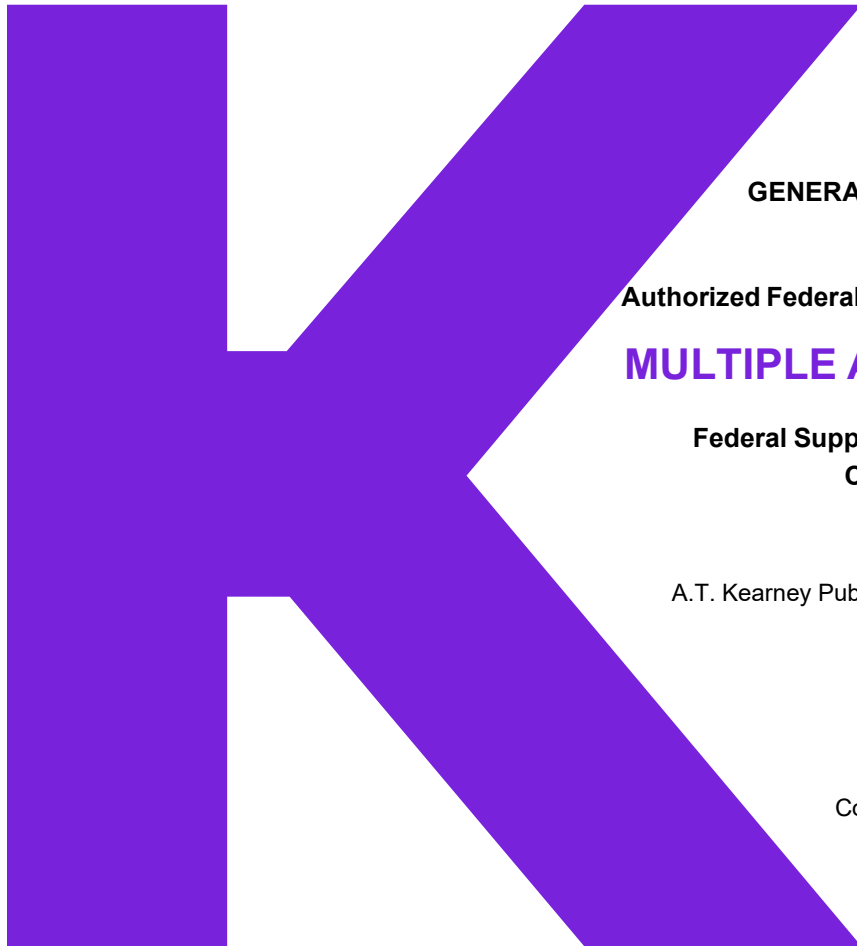 GENERA
Authorized Federal
MULTIPLE A
Federal Supp
C
A.T. Kearney Pub
Co